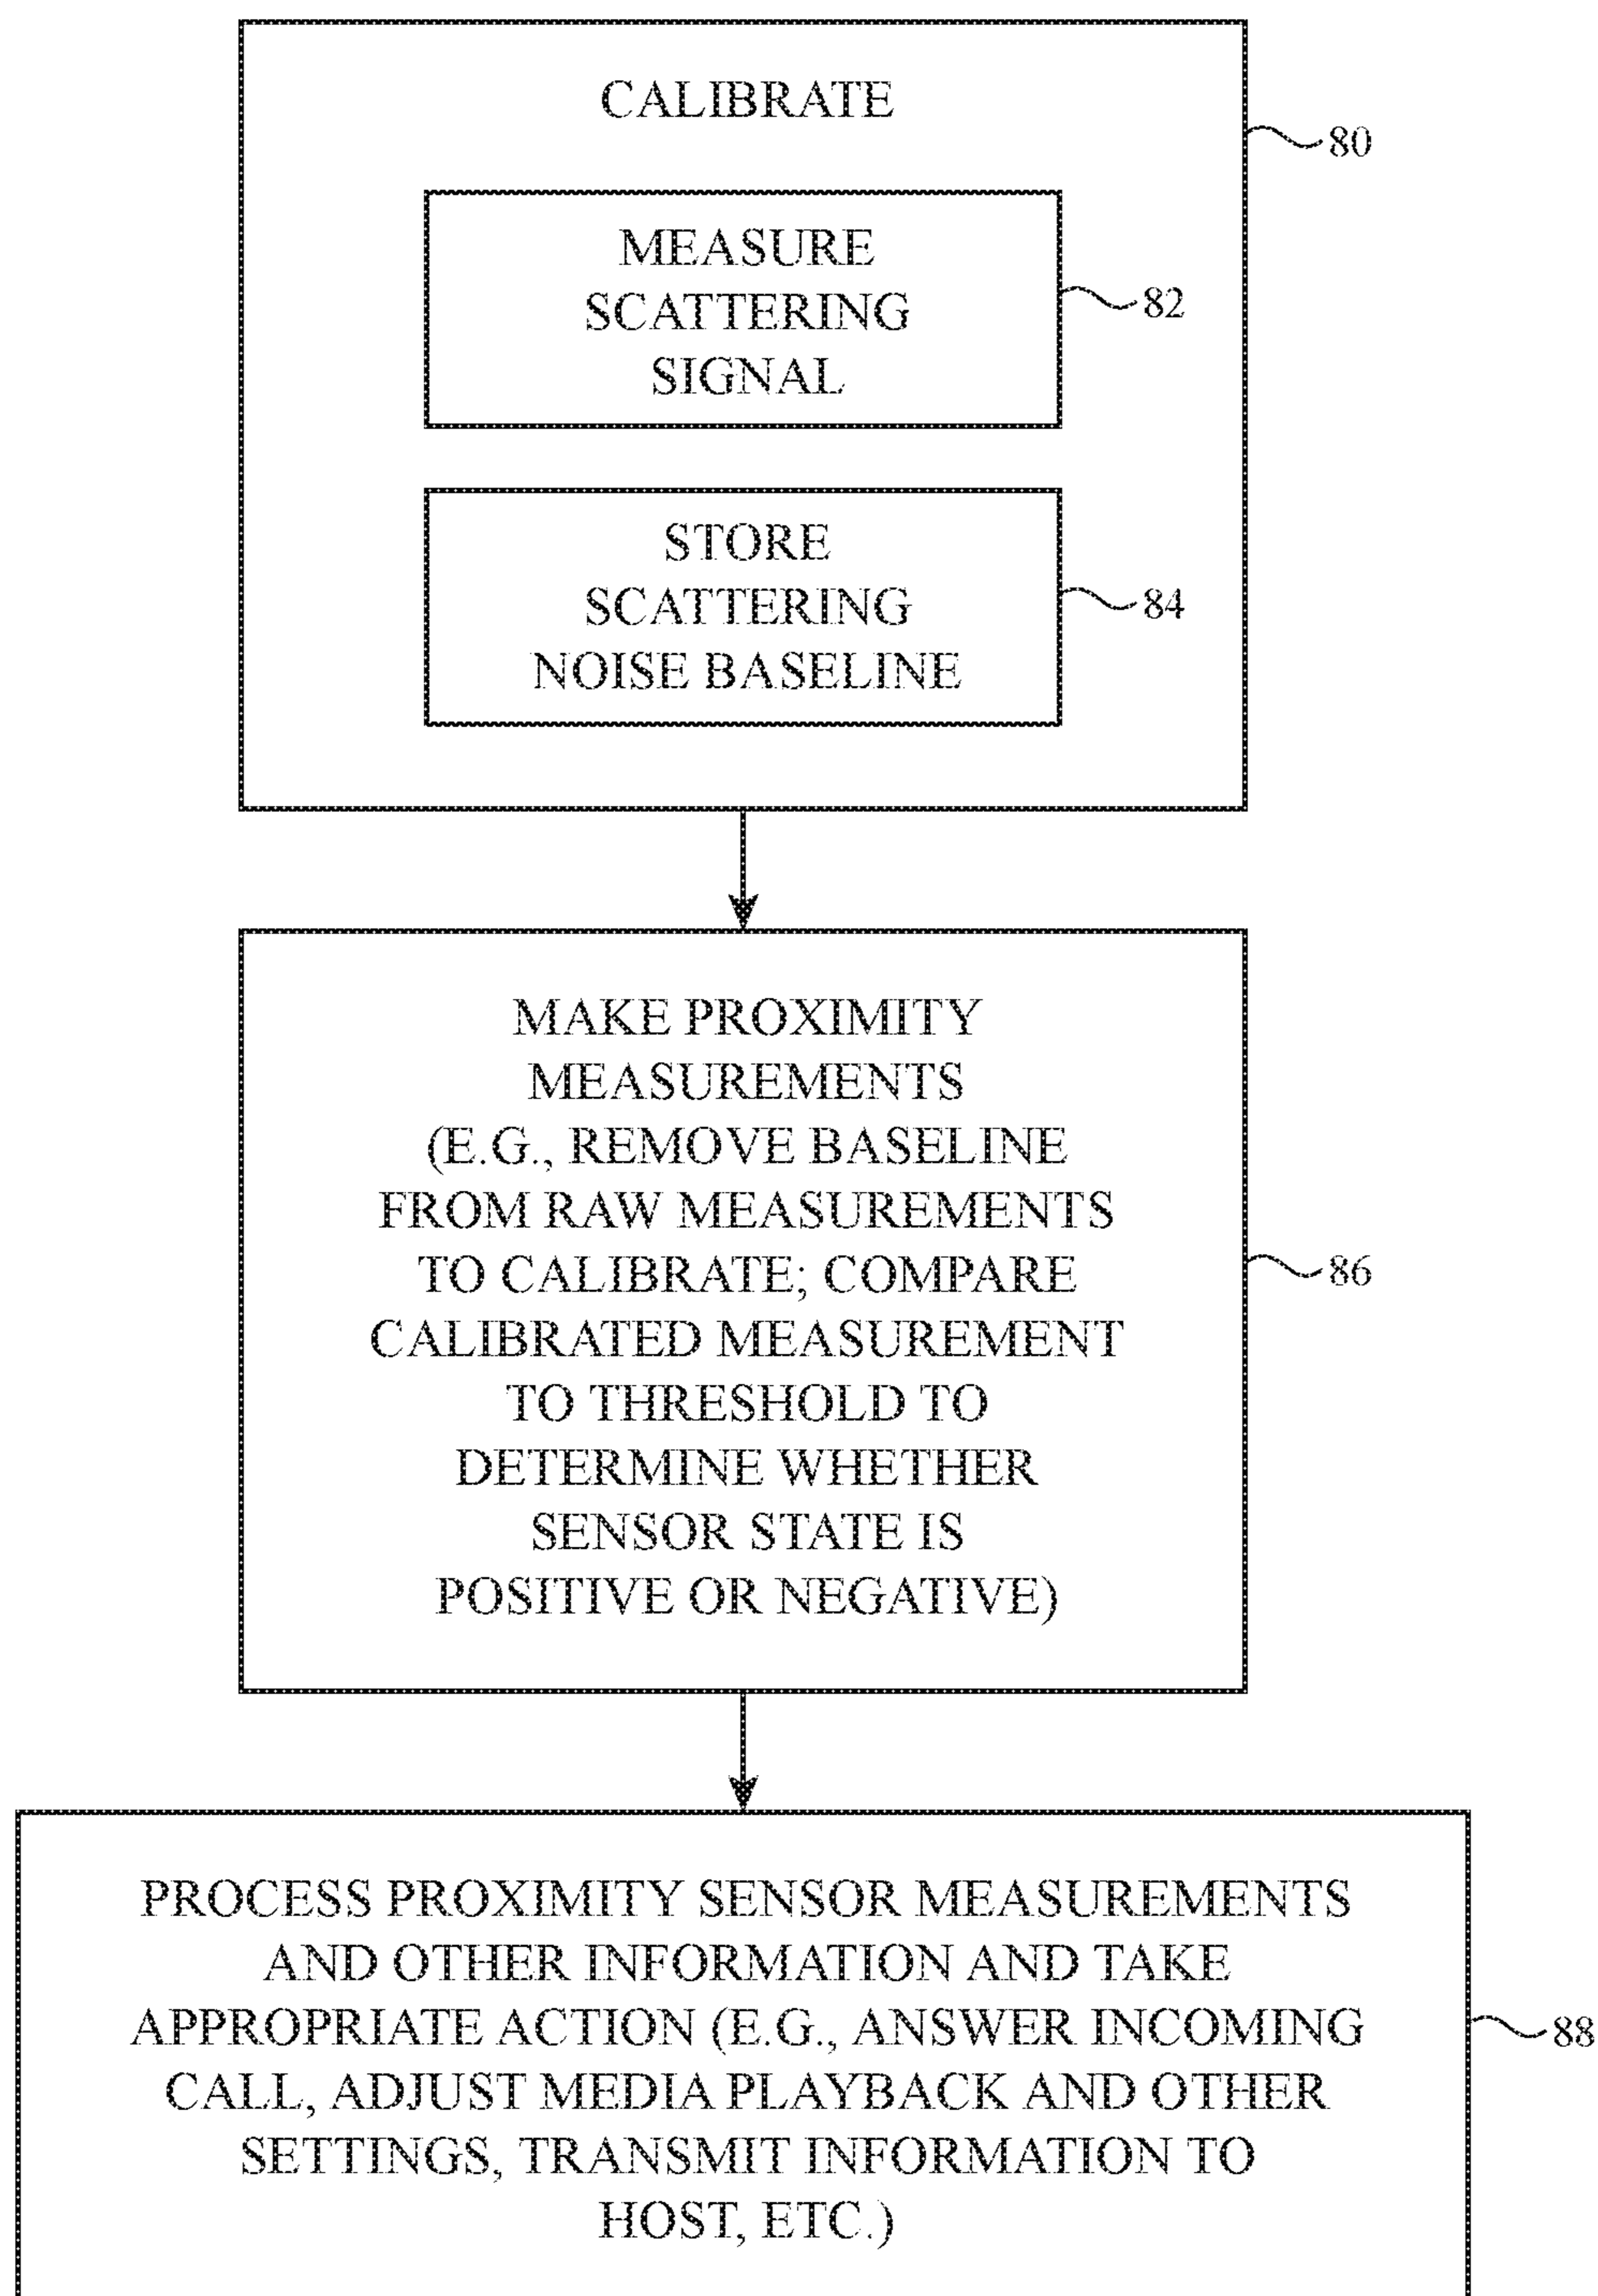 CALIBRATE
80
MEASURE
SCATTERING
SIGNAL
82
STORE
SCATTERING
NOISE BASELINE
84
MAKE PROXIMITY
MEASUREMENTS
(E.G., REMOVE BASELINE
FROM RAW MEASUREMENTS
TO CALIBRATE; COMPARE
CALIBRATED MEASUREMENT
TO THRESHOLD TO
DETERMINE WHETHER
SENSOR STATE IS
POSITIVE OR NEGATIVE)
86
PROCESS PROXIMITY SENSOR MEASUREMENTS
AND OTHER INFORMATION AND TAKE
APPROPRIATE ACTION (E.G., ANSWER INCOMING
CALL, ADJUST MEDIA PLAYBACK AND OTHER
SETTINGS, TRANSMIT INFORMATION TO
HOST, ETC.)
88